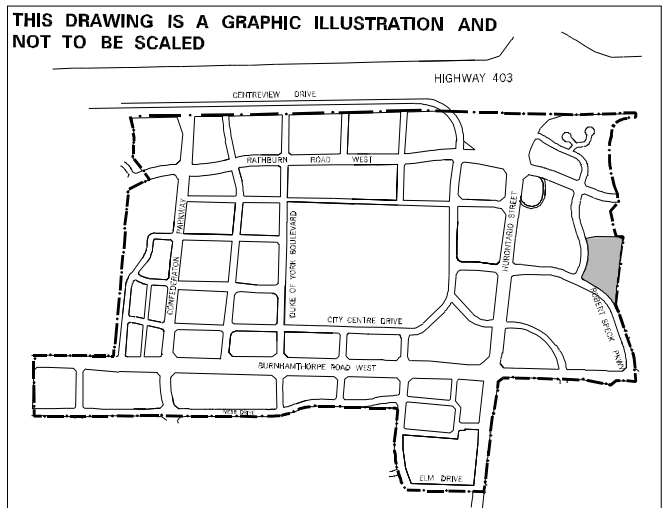 THIS DRAWING IS A GRAPHIC ILLUSTRATION AND
NOT TO BE SCALED
HIGHWAY 403
CENTREVIEW DRIVE
RATHBURN ROAD WEST
CONFEDERATION PARKWAY
DUKE OF YORK BOULEVARD
HURONTARIO STREET
CITY CENTRE DRIVE
ROBERT SPECK PKWY
BURNHAMTHORPE ROAD WEST
DRIVE
ELM DRIVE